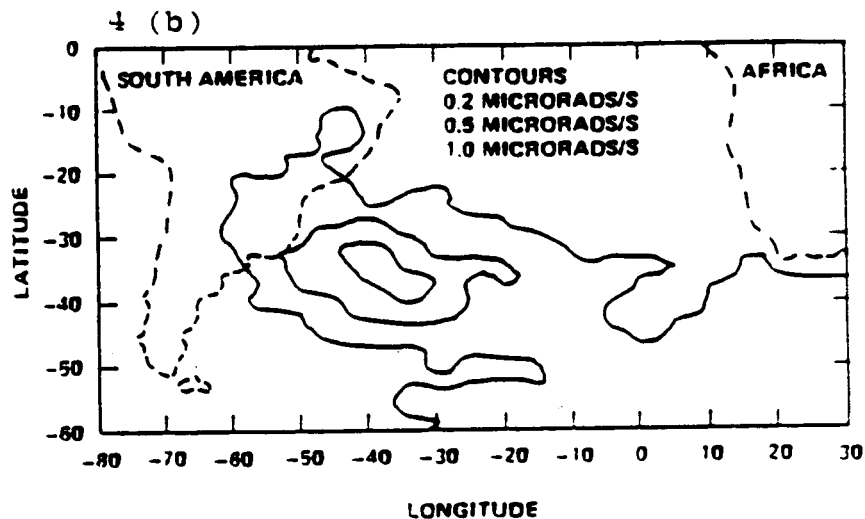 4 (b)
SOUTH AMERICA
CONTOURS
0.2 MICRORADS/S
0.5 MICRORADS/S
1.0 MICRORADS/S
AFRICA
LATITUDE
0
-10
-20
-30
-40
-50
-60
-80 -70 -60 -50 -40 -30 -20 -10 0 10 20 30
LONGITUDE